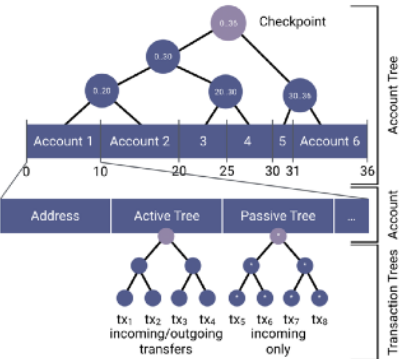 0..35
Checkpoint
0..30
0..20
20..30
30..35
Account Tree
Account 1
Account 2
3
4
5
Account 6
0
10
20
25
30
31
36
Address
Active Tree
Passive Tree
...
Account
*
* *
* * * *
tx1 tx2 tx3 tx4 tx5 tx6 tx7 tx8
incoming/outgoing
transfers
incoming
only
Transaction Trees